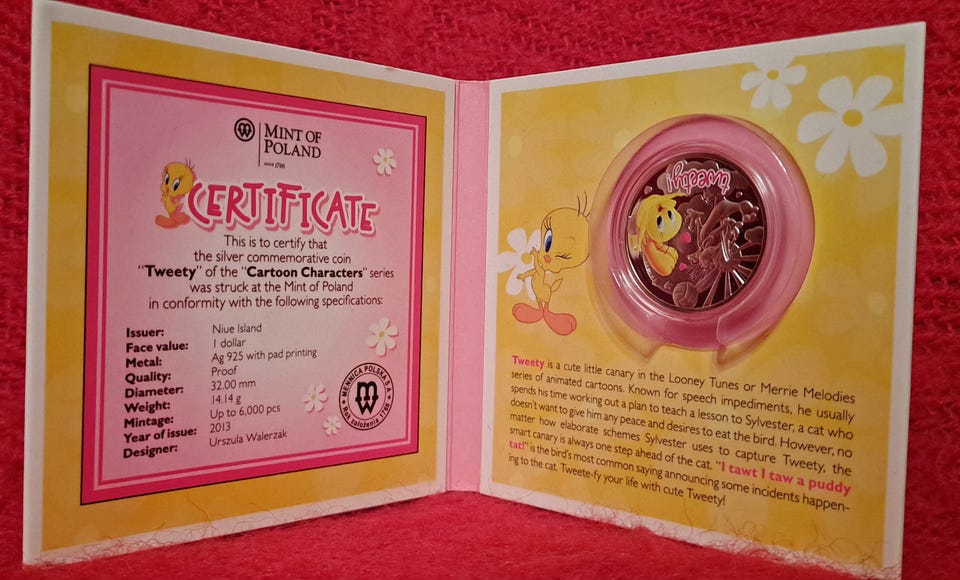 MINT OF
POLAND
SINCE 1766
CERTIFICATE
This is to certify that
the silver commemorative coin
"Tweety" of the "Cartoon Characters" series
was struck at the Mint of Poland
in conformity with the following specifications:
Issuer: Niue Island
Face value: 1 dollar
Metal: Ag 925 with pad printing
Quality: Proof
Diameter: 32.00 mm
Weight: 14.14 g
Mintage: Up to 6,000 pcs
Year of issue: 2013
Designer: Urszula Walerzak
MENNICA POLSKA S.A.
Rok założenia 1766
tweety!
Tweety is a cute little canary in the Looney Tunes or Merrie Melodies
series of animated cartoons. Known for speech impediments, he usually
spends his time working out a plan to teach a lesson to Sylvester, a cat who
doesn't want to give him any peace and desires to eat the bird. However, no
matter how elaborate schemes Sylvester uses to capture Tweety, the
smart canary is always one step ahead of the cat. "I tawt I taw a puddy
cat!" is the bird's most common saying announcing some incidents happen-
ing to the cat. Tweete-fy your life with cute Tweety!